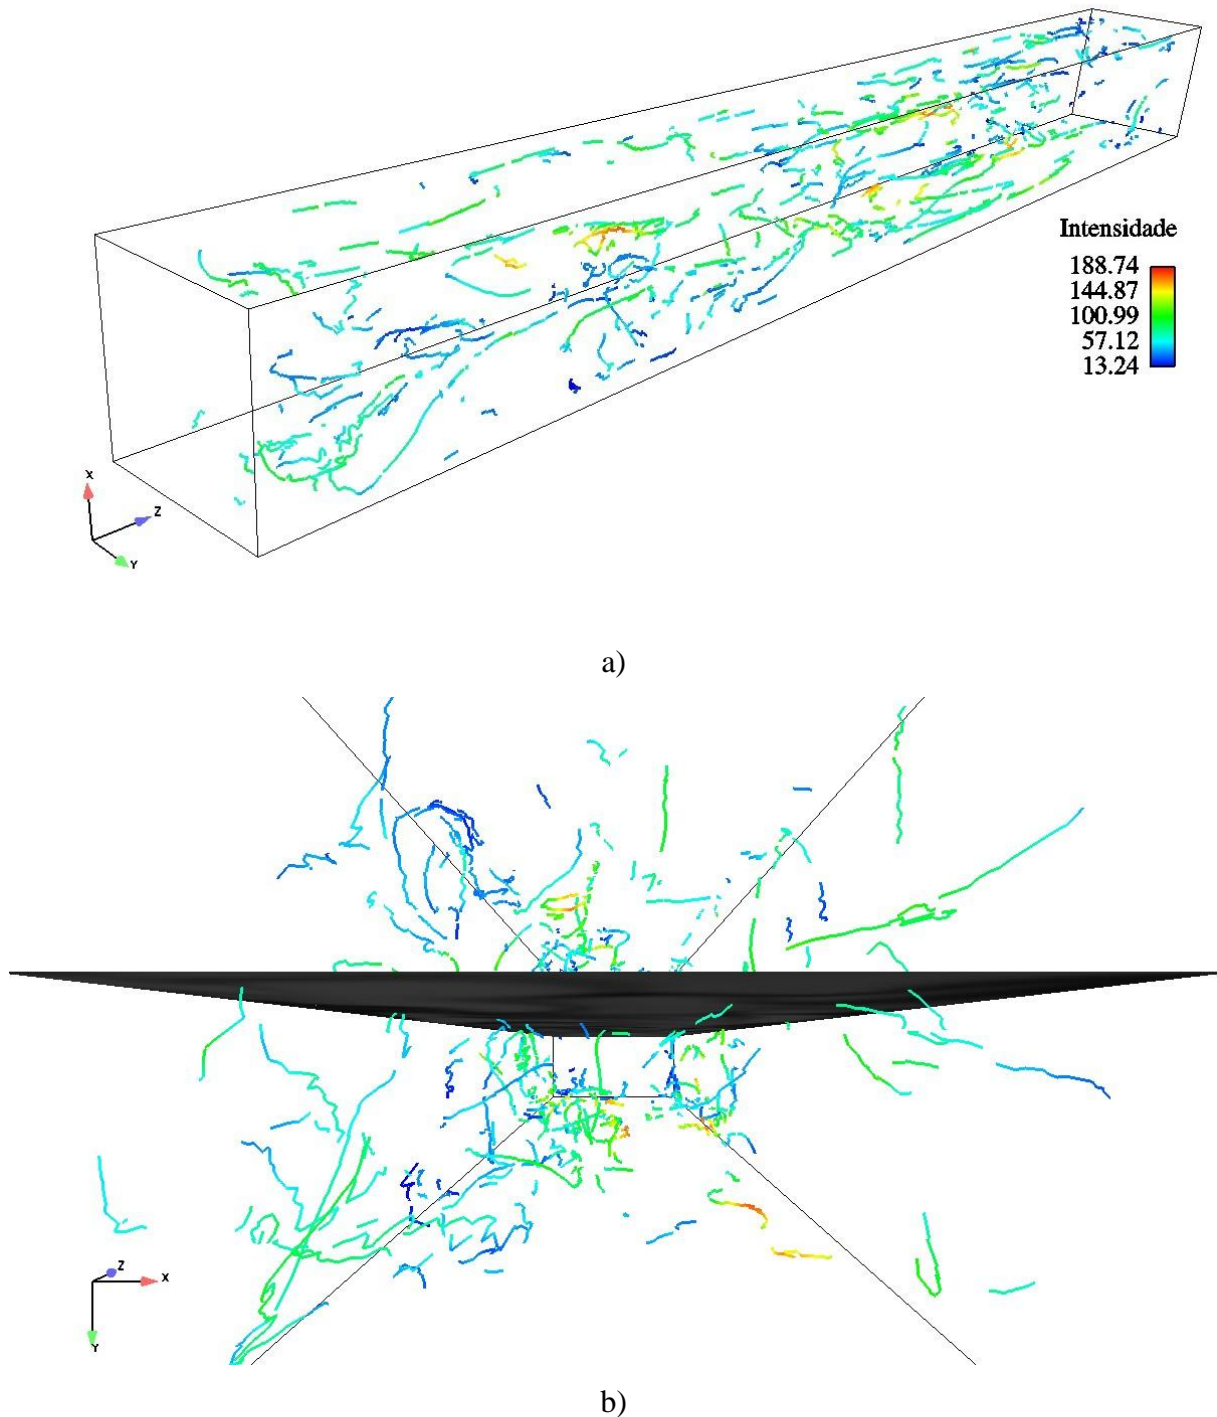 Intensidade
188.74
144.87
100.99
57.12
13.24
X
Z
Y
a)
Z
X
Y
b)